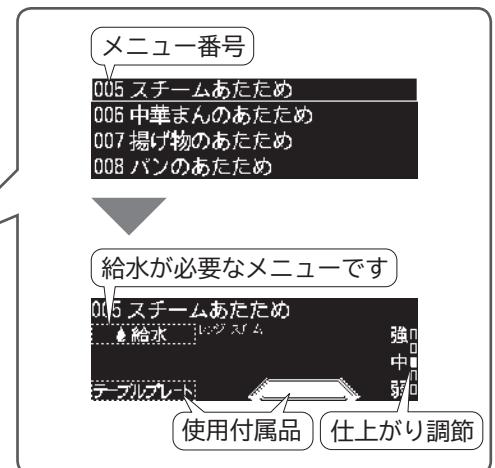 メニュー番号
005 スチームあたため
006 中華まんのあたため
007 揚げ物のあたため
008 パンのあたため
給水が必要なメニューです
005 スチームあたため
給水
強
中
テーブルプレート
弱
使用付属品
仕上がり調節